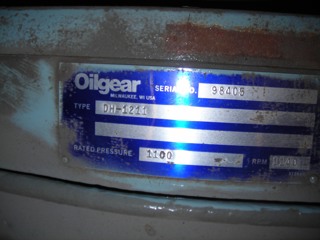 Oilgear
MILWAUKEE, WI USA
SERIAL NO. 98405
TYPE DH-1211
RATED PRESSURE 1100
RPM